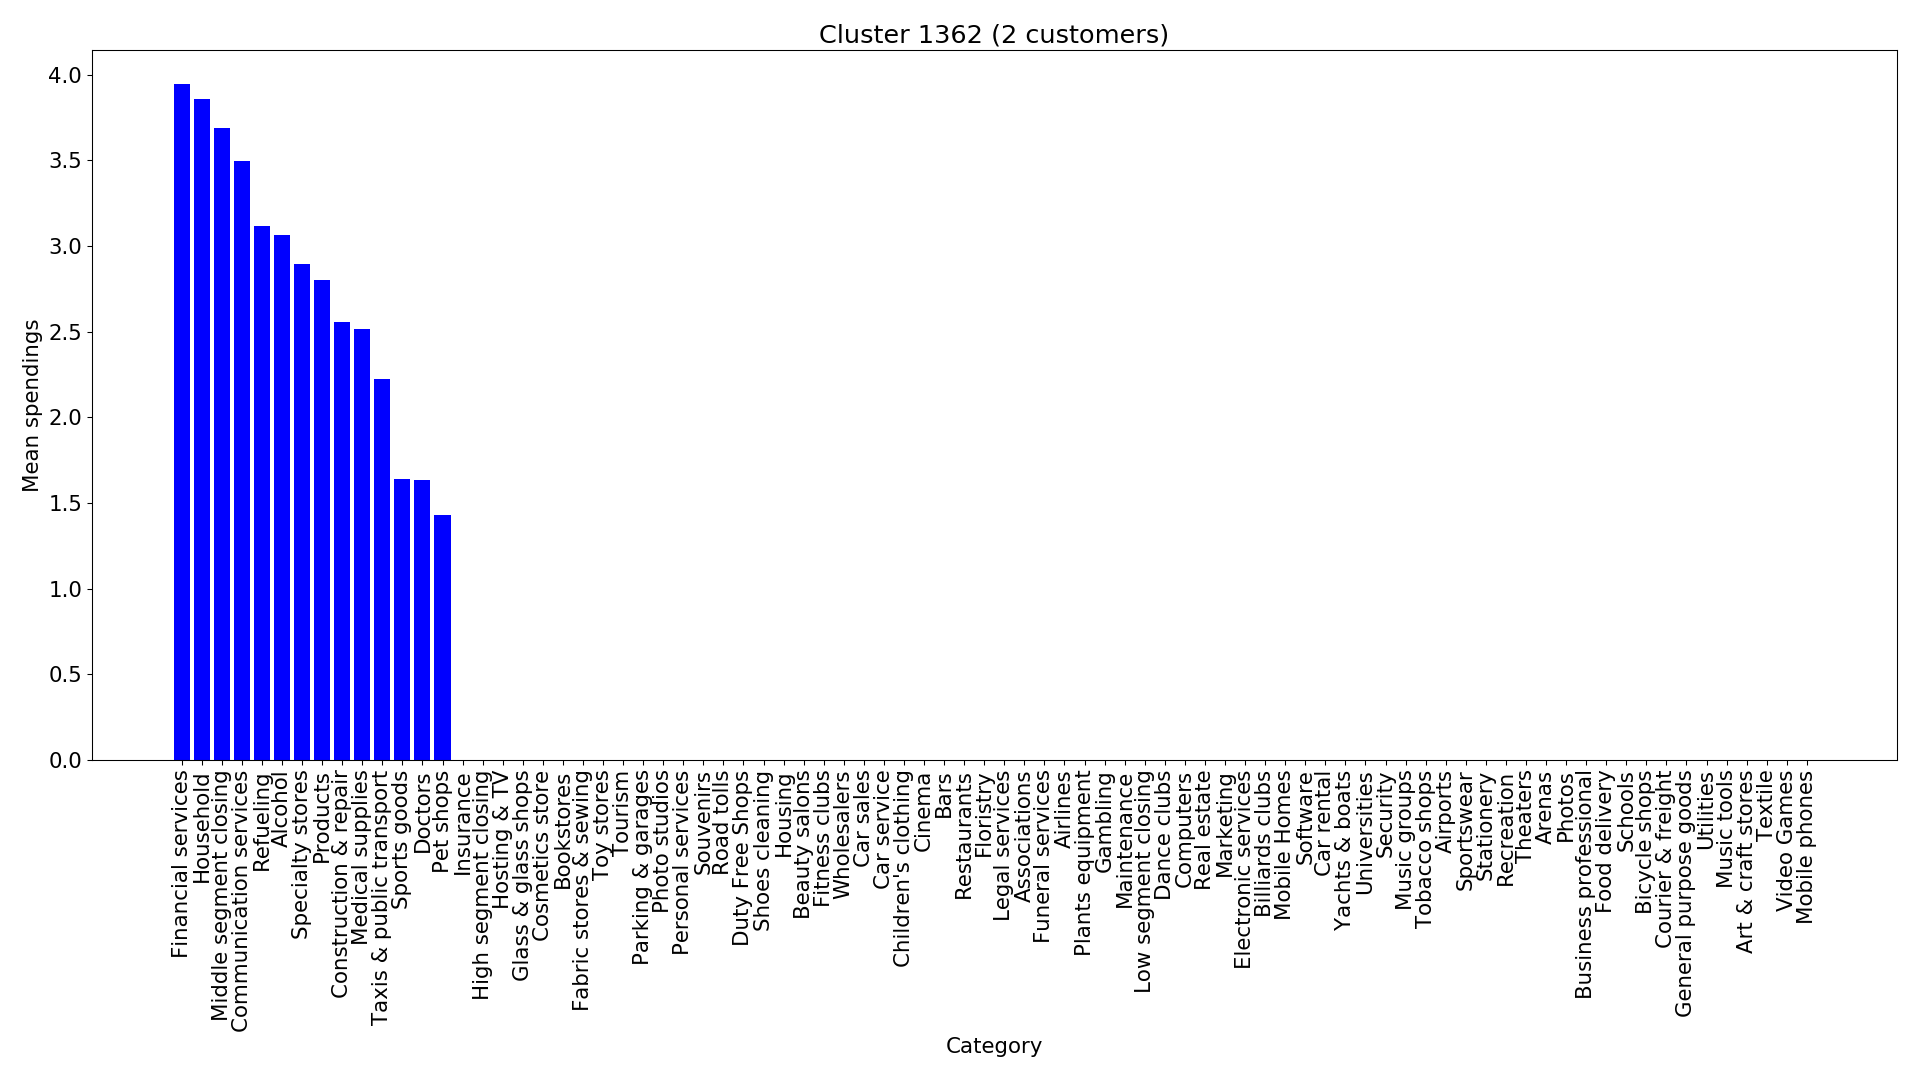 Cluster 1362 (2 customers)
Mean spendings
4.0
3.5
3.0
2.5
2.0
1.5
1.0
0.5
0.0
Financial services
Household
Middle segment closing
Communication services
Refueling
Alcohol
Specialty stores
Products
Construction & repair
Medical supplies
Taxis & public transport
Sports goods
Doctors
Pet shops
Insurance
High segment closing
Hosting & TV
Glass & glass shops
Cosmetics store
Bookstores
Fabric stores & sewing
Toy stores
Tourism
Parking & garages
Photo studios
Personal services
Souvenirs
Road tolls
Duty Free Shops
Shoes cleaning
Housing
Beauty salons
Fitness clubs
Wholesalers
Car sales
Car service
Children's clothing
Cinema
Bars
Restaurants
Floristry
Legal services
Associations
Funeral services
Airlines
Plants equipment
Gambling
Maintenance
Low segment closing
Dance clubs
Computers
Real estate
Marketing
Electronic services
Billiards clubs
Mobile Homes
Software
Car rental
Yachts & boats
Universities
Security
Music groups
Tobacco shops
Airports
Sportswear
Stationery
Recreation
Theaters
Arenas
Photos
Business professional
Food delivery
Schools
Bicycle shops
Courier & freight
General purpose goods
Utilities
Music tools
Art & craft stores
Textile
Video Games
Mobile phones
Category